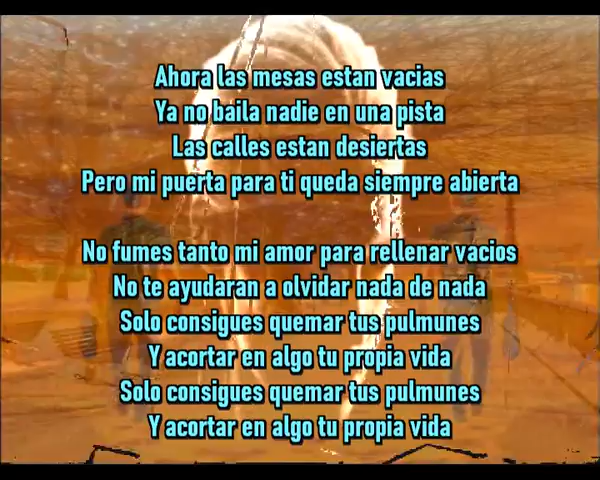 Ahora las mesas estan vacias
Ya no baila nadie en una pista
Las calles estan desiertas
Pero mi puerta para ti queda siempre abierta
No fumes tanto mi amor para rellenar vacios
No te ayudaran a olvidar nada de nada
Solo consigues quemar tus pulmunes
Y acortar en algo tu propia vida
Solo consigues quemar tus pulmunes
Y acortar en algo tu propia vida